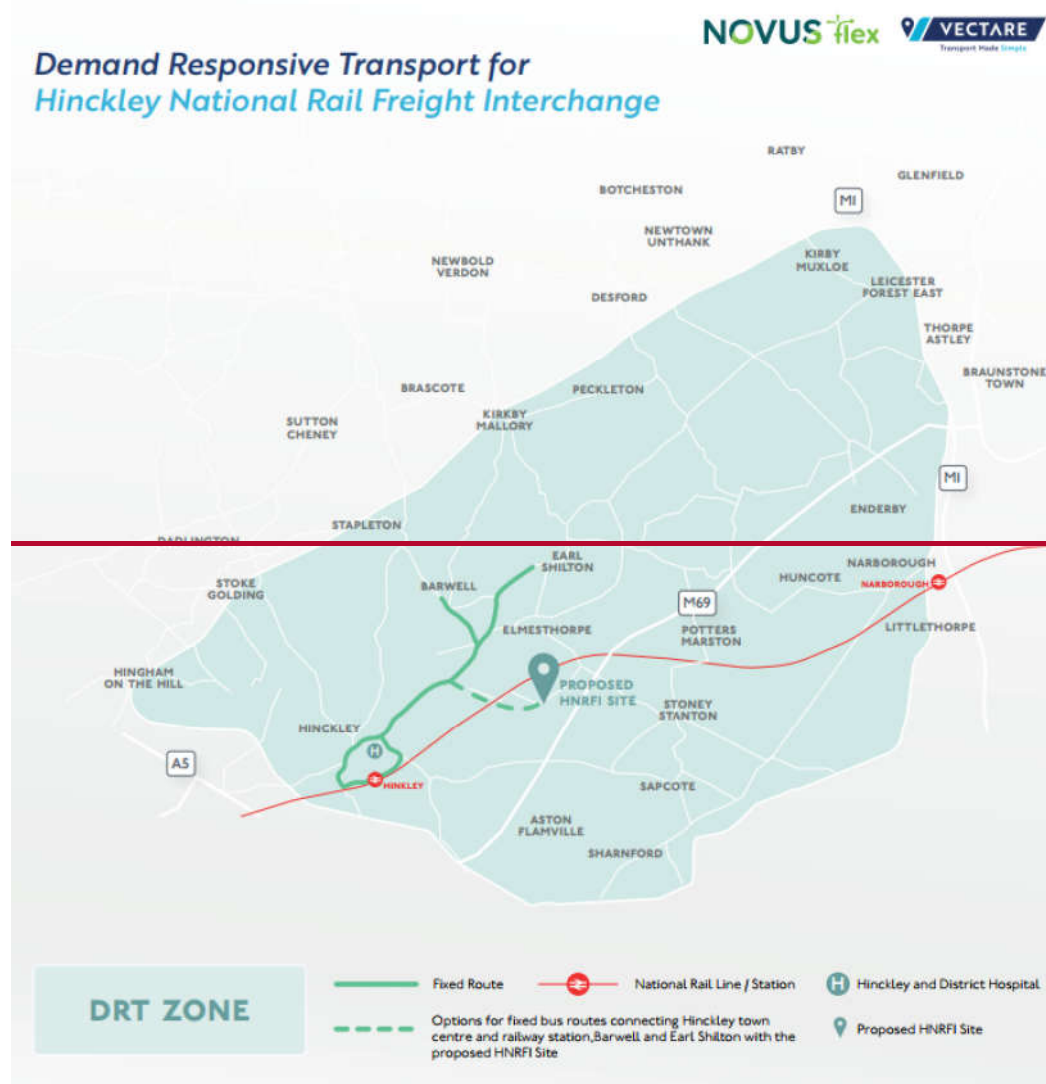 NOVUS flex
VECTARE
Transport Made Simple
Demand Responsive Transport for
Hinckley National Rail Freight Interchange
RATBY
GLENFIELD
BOTCHESTON
M1
NEWTOWN
UNTHANK
KIRBY
MUXLOE
NEWBOLD
VERDON
LEICESTER
FOREST EAST
DESFORD
THORPE
ASTLEY
BRAUNSTONE
TOWN
BRASCOTE
PECKLETON
KIRKBY
MALLORY
SUTTON
CHENEY
M1
ENDERBY
STAPLETON
DADLINGTON
EARL
SHILTON
NARBOROUGH
HUNCOTE
NARBOROUGH
STOKE
GOLDING
BARWELL
M69
ELMESTHORPE
POTTERS
MARSTON
LITTLETHORPE
HINGHAM
ON THE HILL
PROPOSED
HNRFI SITE
STONEY
STANTON
HINCKLEY
H
A5
HINKLEY
SAPCOTE
ASTON
FLAMVILLE
SHARNFORD
DRT ZONE
Fixed Route
National Rail Line / Station
H Hinckley and District Hospital
Options for fixed bus routes connecting Hinckley town
centre and railway station,Barwell and Earl Shilton with the
proposed HNRFI Site
Proposed HNRFI Site